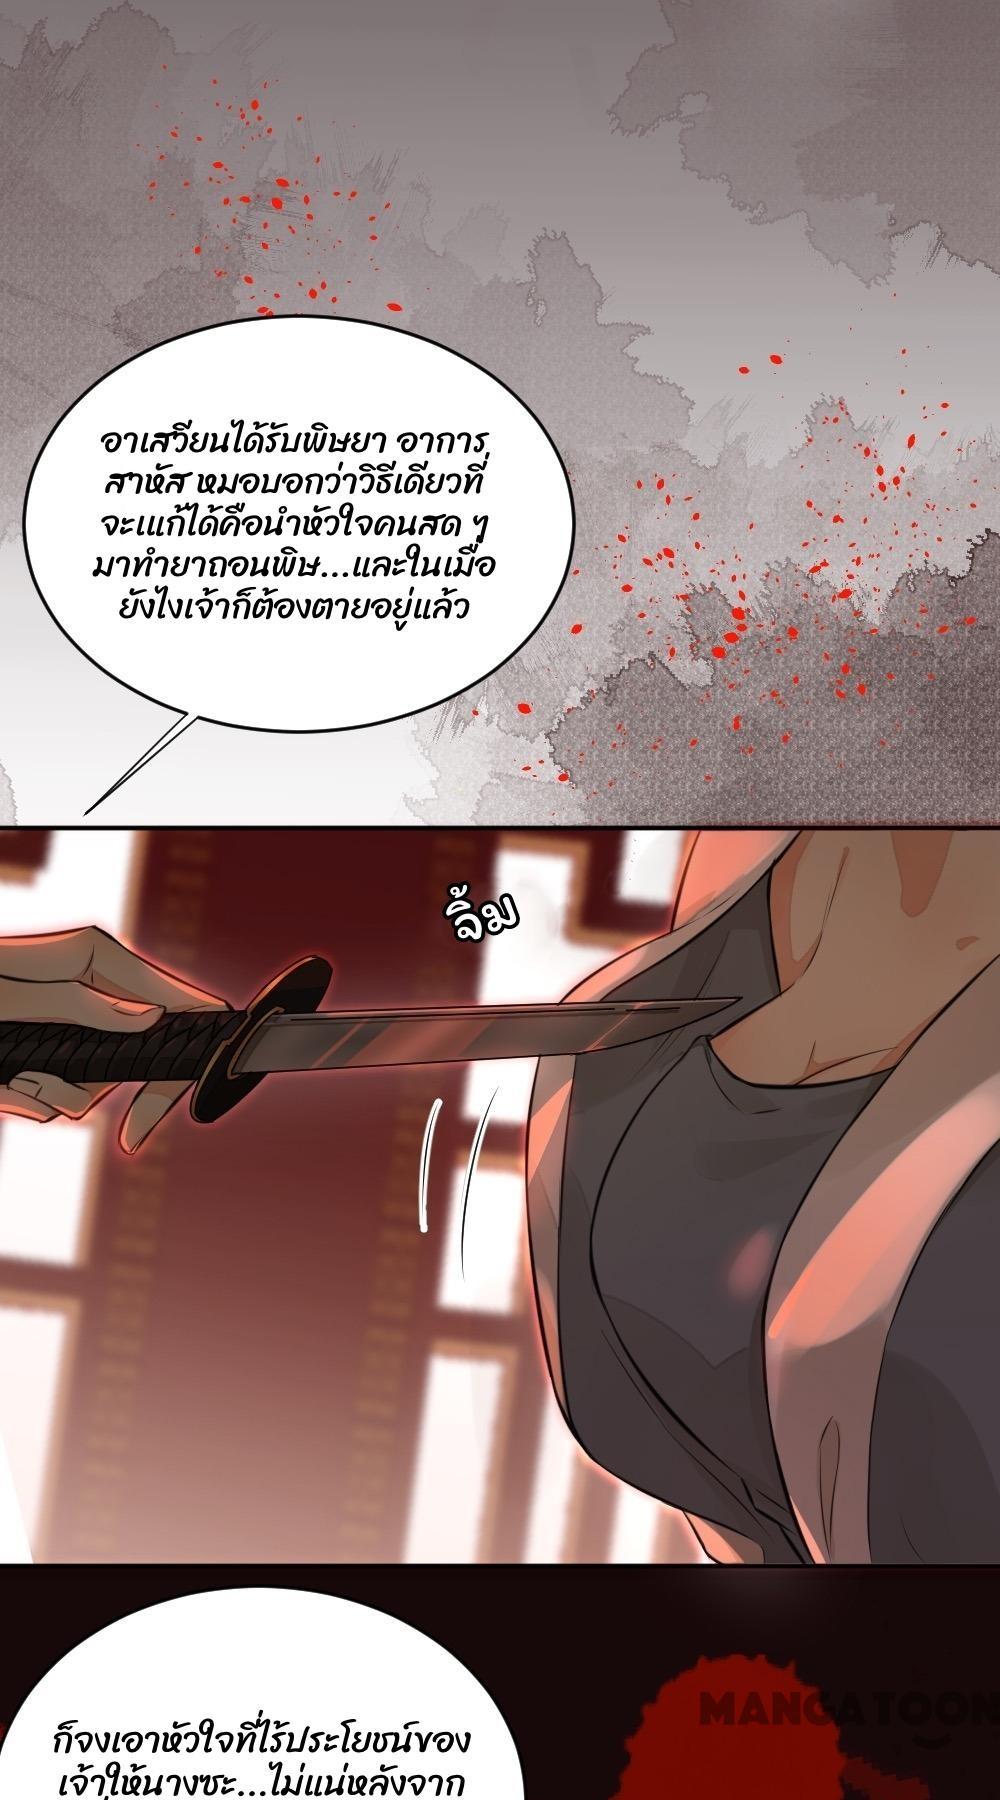 อาเสวียนได้รับพิษยา อาการ
สาหัส หมอบอกว่าวิธีเดียวที่
จะแก้ได้คือนำหัวใจคนสด ๆ
มาทำยาถอนพิษ...และในเมื่อ
ยังไงเจ้าก็ต้องตายอยู่แล้ว
จิ้ม
MANGATOON
ก็จงเอาหัวใจที่ไร้ประโยชน์ของ
เจ้าให้นางซะ...ไม่แน่หลังจาก